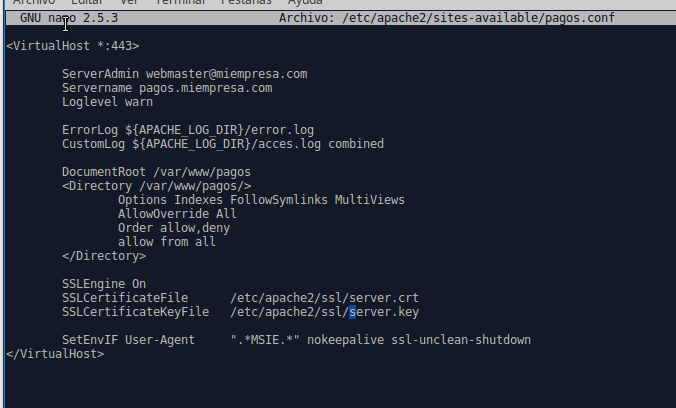 Archivo Editar Ver Terminal Pestañas Ayuda
GNU nano 2.5.3 Archivo: /etc/apache2/sites-available/pagos.conf
<VirtualHost *:443>
ServerAdmin webmaster@miempresa.com
Servername pagos.miempresa.com
Loglevel warn
ErrorLog ${APACHE_LOG_DIR}/error.log
CustomLog ${APACHE_LOG_DIR}/acces.log combined
DocumentRoot /var/www/pagos
<Directory /var/www/pagos/>
Options Indexes FollowSymlinks MultiViews
AllowOverride All
Order allow,deny
allow from all
</Directory>
SSLEngine On
SSLCertificateFile /etc/apache2/ssl/server.crt
SSLCertificateKeyFile /etc/apache2/ssl/server.key
SetEnvIF User-Agent ".*MSIE.*" nokeepalive ssl-unclean-shutdown
</VirtualHost>